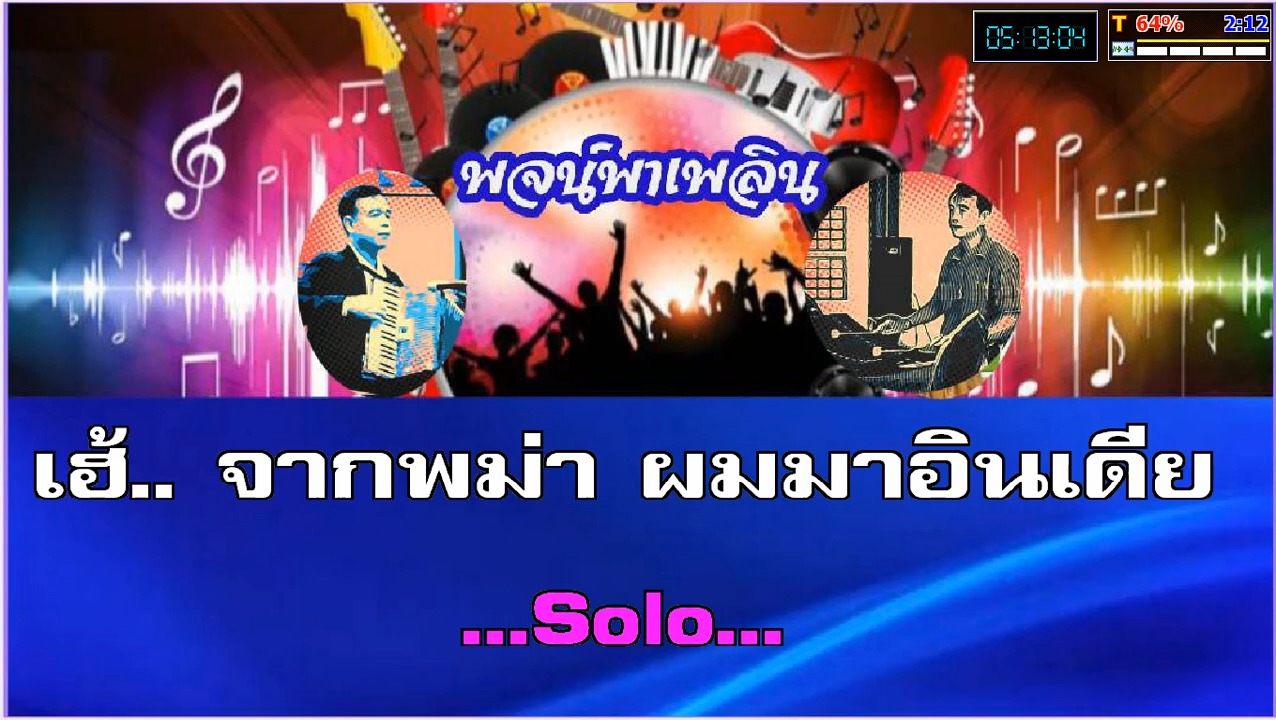 05:13:04
T 64% 2:12
พจน์พาเพลิน
เฮ้.. จากพม่า ผมมาอินเดีย
...Solo...